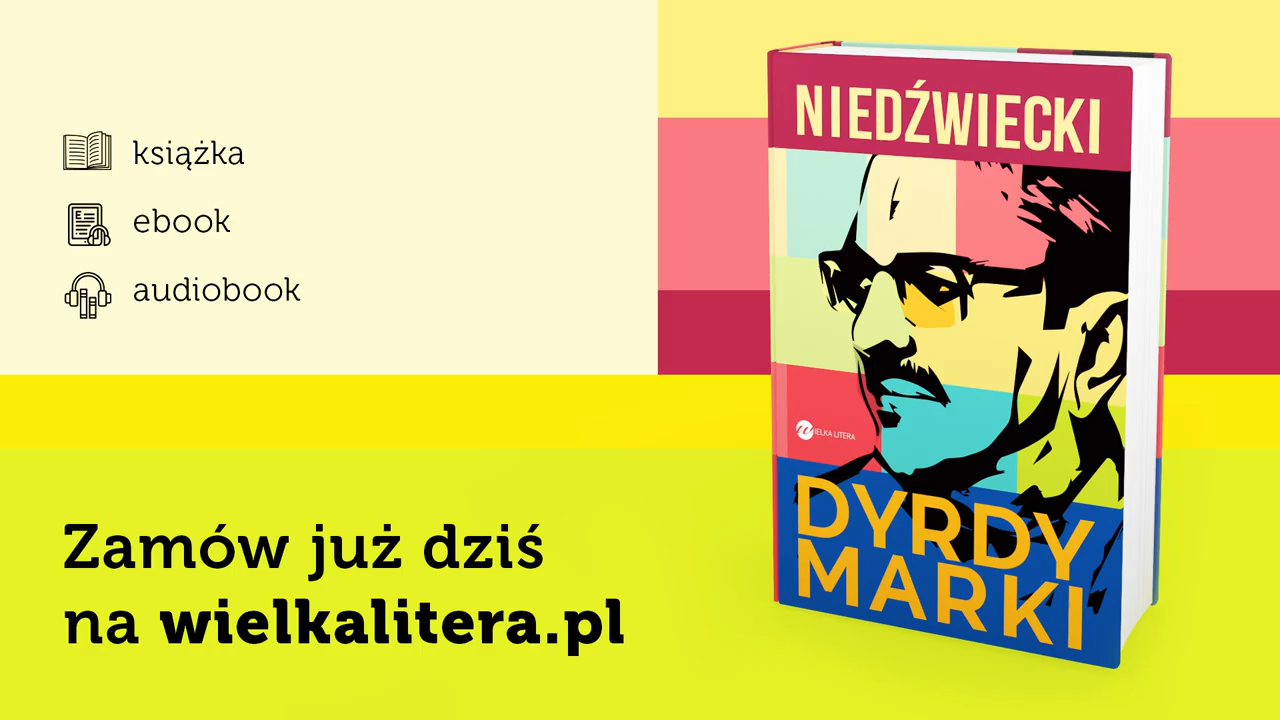 książka
ebook
audiobook
Zamów już dziś
na wielkalitera.pl
NIEDŹWIECKI
WIELKA LITERA
DYRDY
MARKI